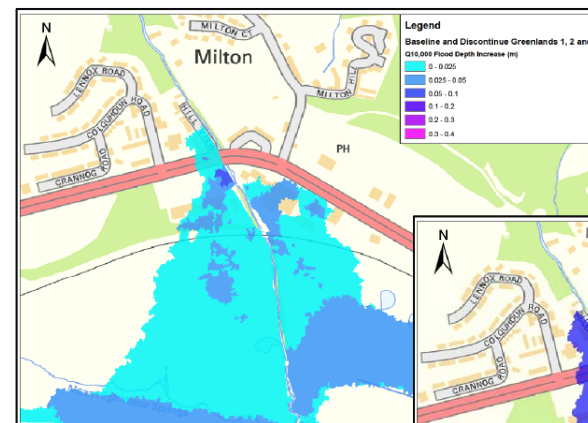 Legend
Baseline and Discontinue Greenlands 1, 2 and
Q10,000 Flood Depth Increase (m)
0 - 0.025
0.025 - 0.05
0.05 - 0.1
0.1 - 0.2
0.2 - 0.3
0.3 - 0.4
N
MILTON CT
Milton
LENNOX ROAD
COLQUHOUN ROAD
CRANNOG ROAD
HILL
MILTON HILL
PH
N
LENNOX ROAD
COLQUHOUN ROAD
CRANNOG ROAD